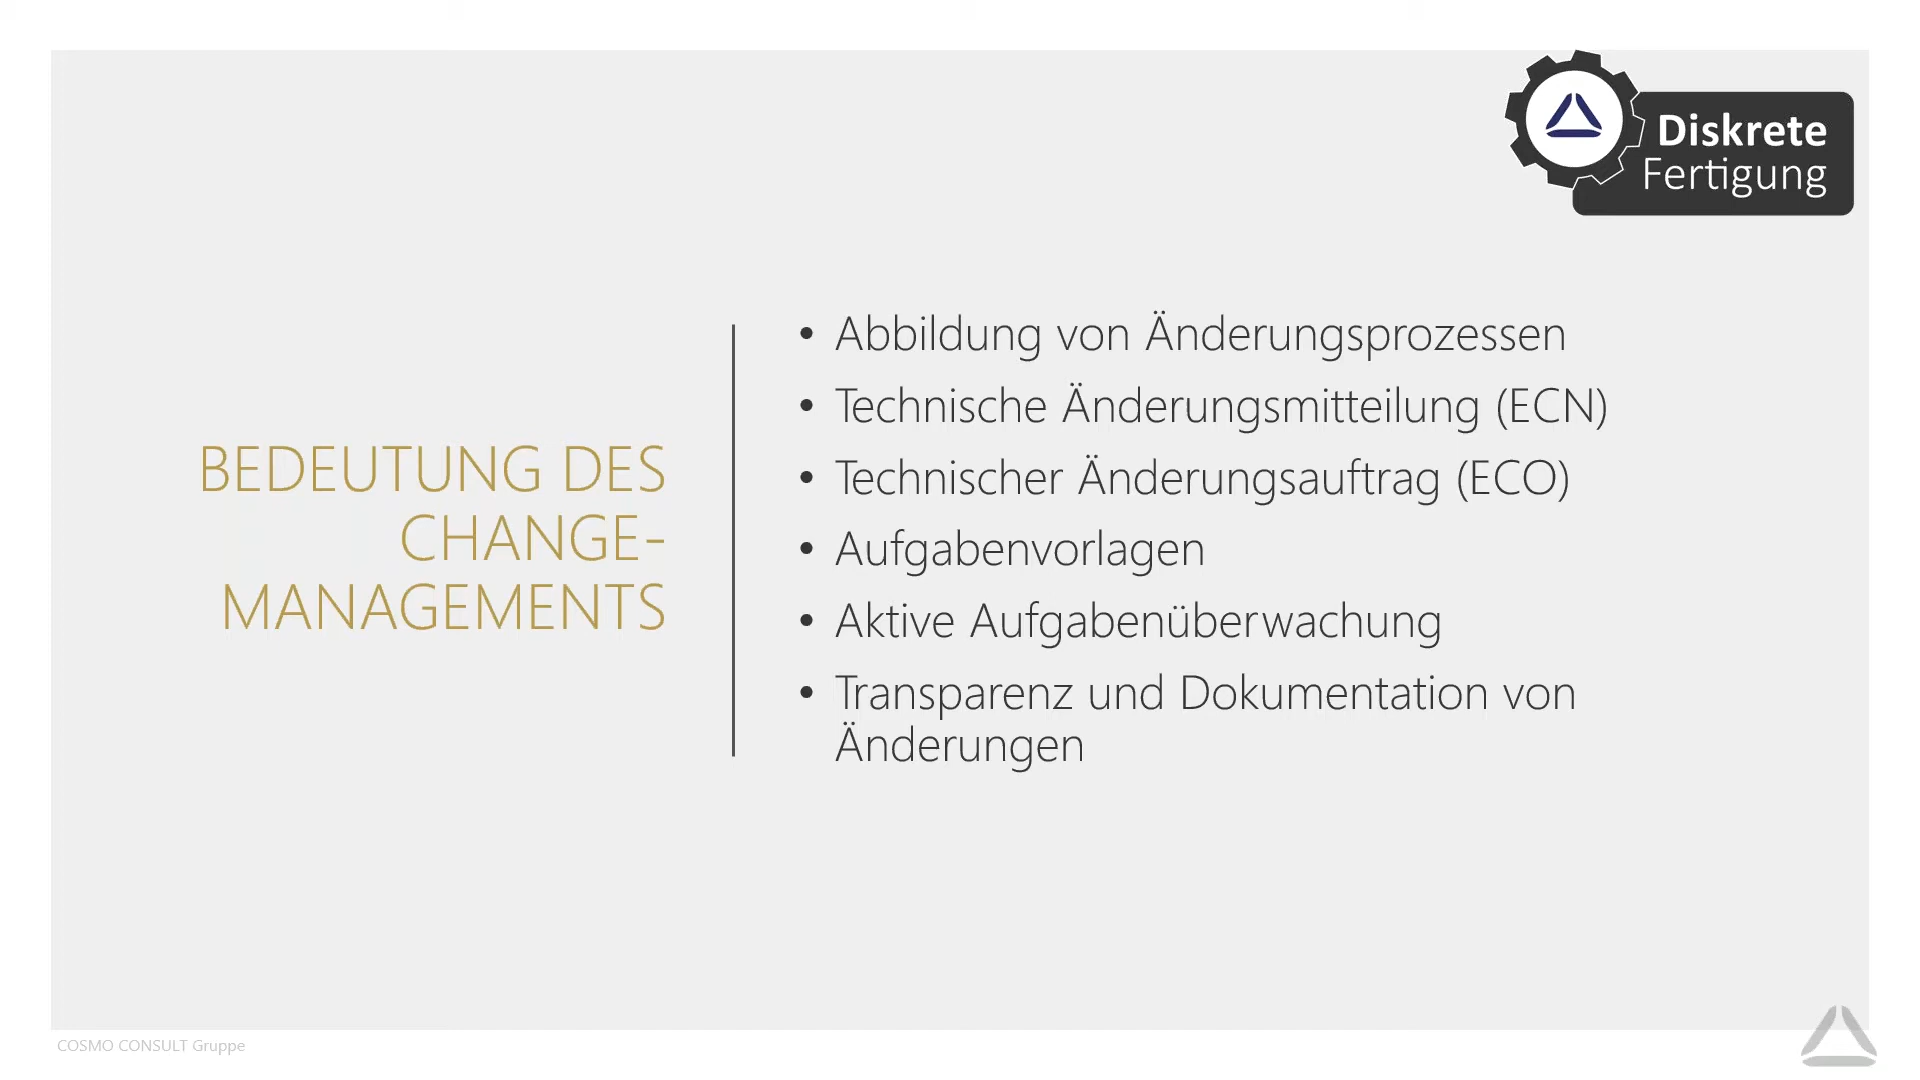 Diskrete
Fertigung
BEDEUTUNG DES
CHANGE-
MANAGEMENTS
• Abbildung von Änderungsprozessen
• Technische Änderungsmitteilung (ECN)
• Technischer Änderungsauftrag (ECO)
• Aufgabenvorlagen
• Aktive Aufgabenüberwachung
• Transparenz und Dokumentation von
Änderungen
COSMO CONSULT Gruppe